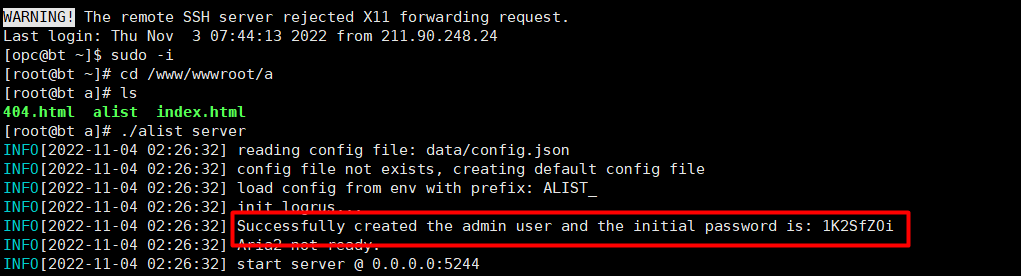 WARNING! The remote SSH server rejected X11 forwarding request.
Last login: Thu Nov  3 07:44:13 2022 from 211.90.248.24
[opc@bt ~]$ sudo -i
[root@bt ~]# cd /www/wwwroot/a
[root@bt a]# ls
404.html  alist  index.html
[root@bt a]# ./alist server
INFO[2022-11-04 02:26:32] reading config file: data/config.json
INFO[2022-11-04 02:26:32] config file not exists, creating default config file
INFO[2022-11-04 02:26:32] load config from env with prefix: ALIST_
INFO[2022-11-04 02:26:32] init logrus...
INFO[2022-11-04 02:26:32] Successfully created the admin user and the initial password is: 1K2SfZOi
INFO[2022-11-04 02:26:32] Aria2 not ready.
INFO[2022-11-04 02:26:32] start server @ 0.0.0.0:5244